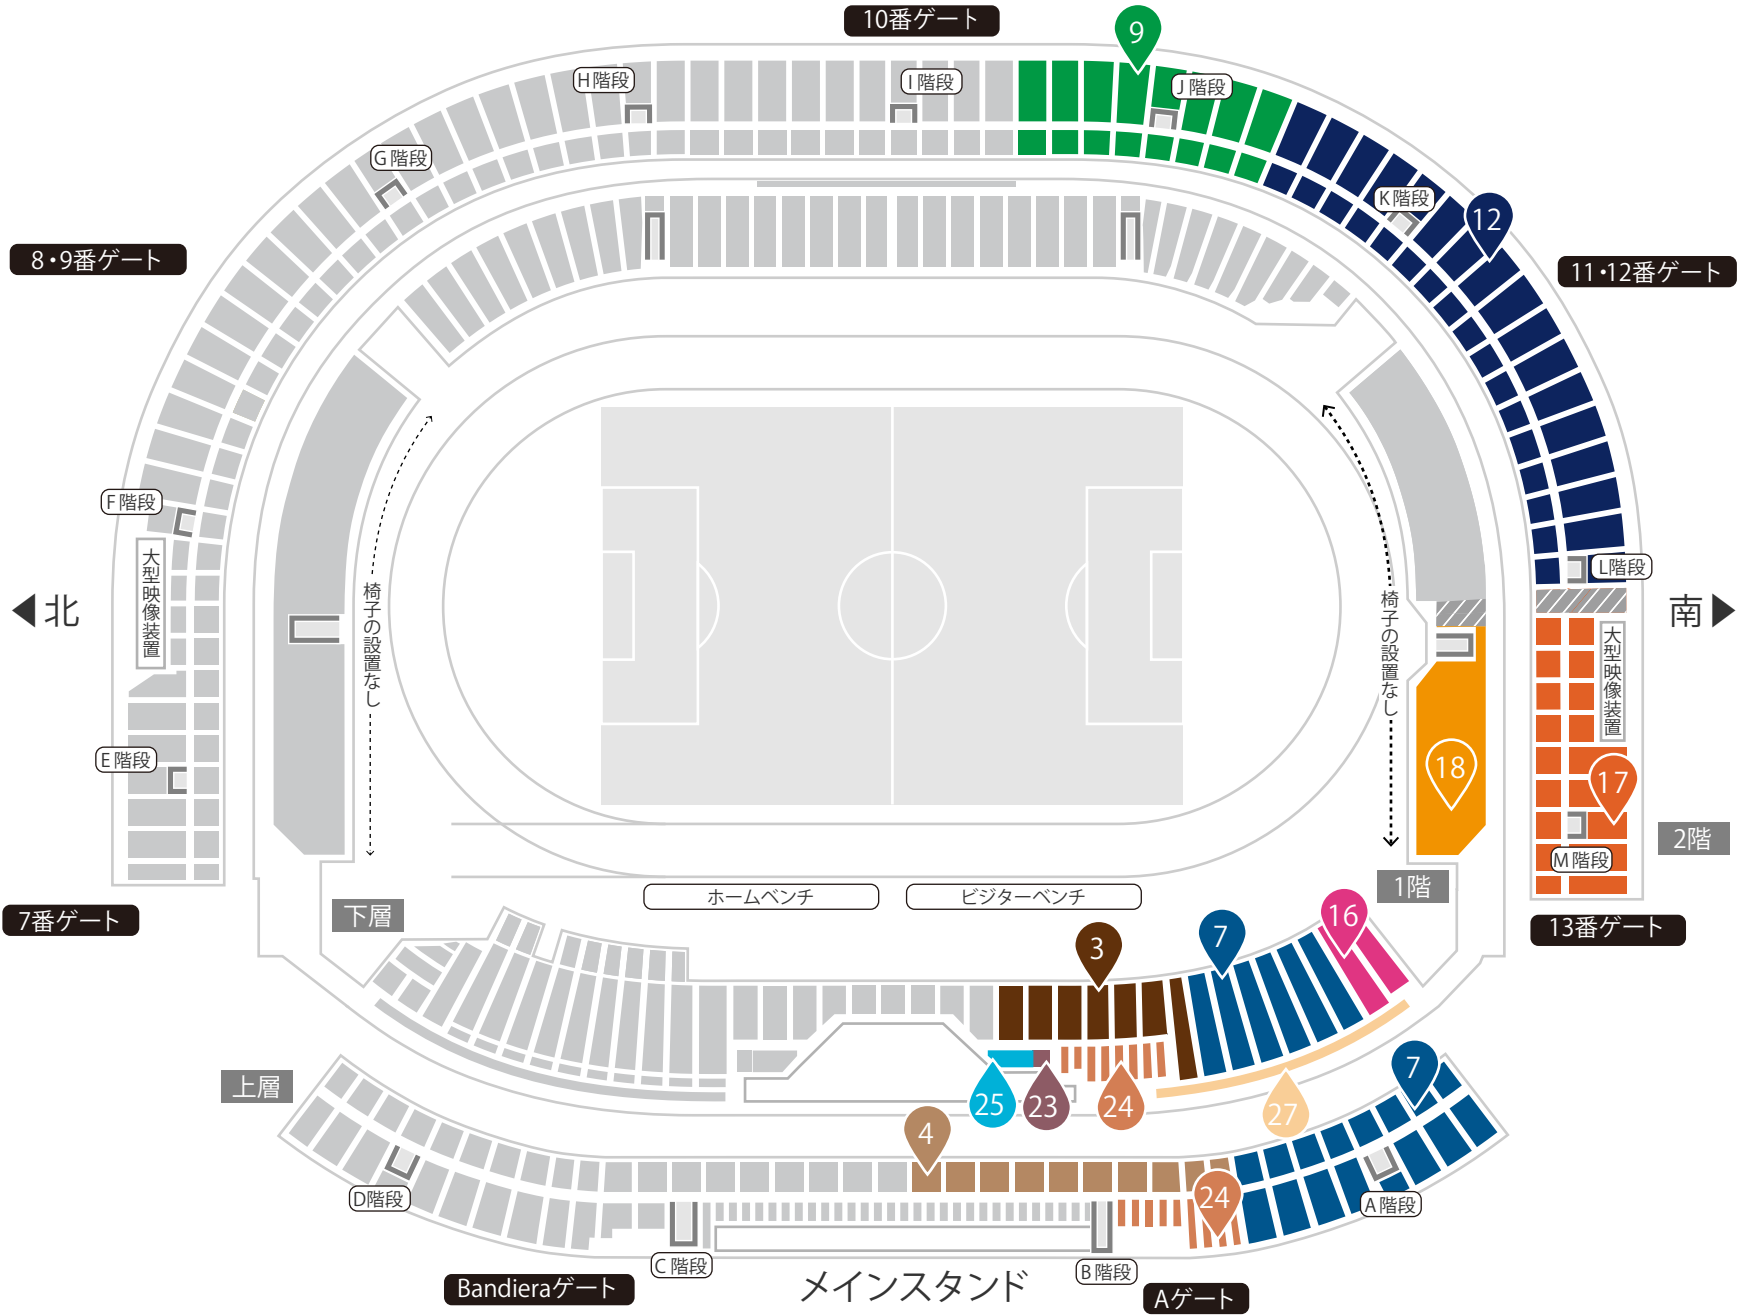 10番ゲート
9
H階段
I階段
J階段
G階段
K階段
12
8・9番ゲート
11・12番ゲート
F階段
大型映像装置
L階段
椅子の設置なし
椅子の設置なし
北
南
大型映像装置
E階段
18
17
2階
M階段
1階
ホームベンチ
ビジターベンチ
下層
7番ゲート
16
13番ゲート
3
7
上層
7
25
23
24
27
4
D階段
24
A階段
C階段
B階段
Bandieraゲート
メインスタンド
Aゲート